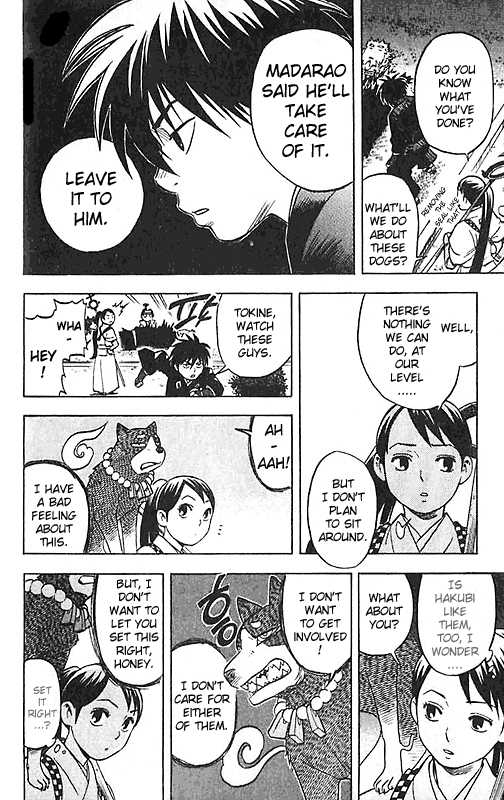 DO YOU
KNOW
WHAT
YOU'VE
DONE?
REMOVING
THE
SEAL LIKE
THAT!
WHAT'LL
WE DO
ABOUT
THESE
DOGS?
MADARAO
SAID HE'LL
TAKE
CARE
OF IT.
LEAVE
IT TO
HIM.
WELL,
THERE'S
NOTHING
WE CAN
DO, AT
OUR
LEVEL
.....
BUT
I DON'T
PLAN
TO SIT
AROUND.
TOKINE,
WATCH
THESE
GUYS.
WHA
-
HEY
!
AH
-
AAH!
I HAVE
A BAD
FEELING
ABOUT
THIS.
IS
HAKUBI
LIKE
THEM,
TOO, I
WONDER
....
WHAT
ABOUT
YOU?
I DON'T
WANT
TO GET
INVOLVED
!
I DON'T
CARE FOR
EITHER
OF THEM.
BUT, I
DON'T
WANT TO
LET YOU
SET THIS
RIGHT,
HONEY.
SET
IT
RIGHT
...?